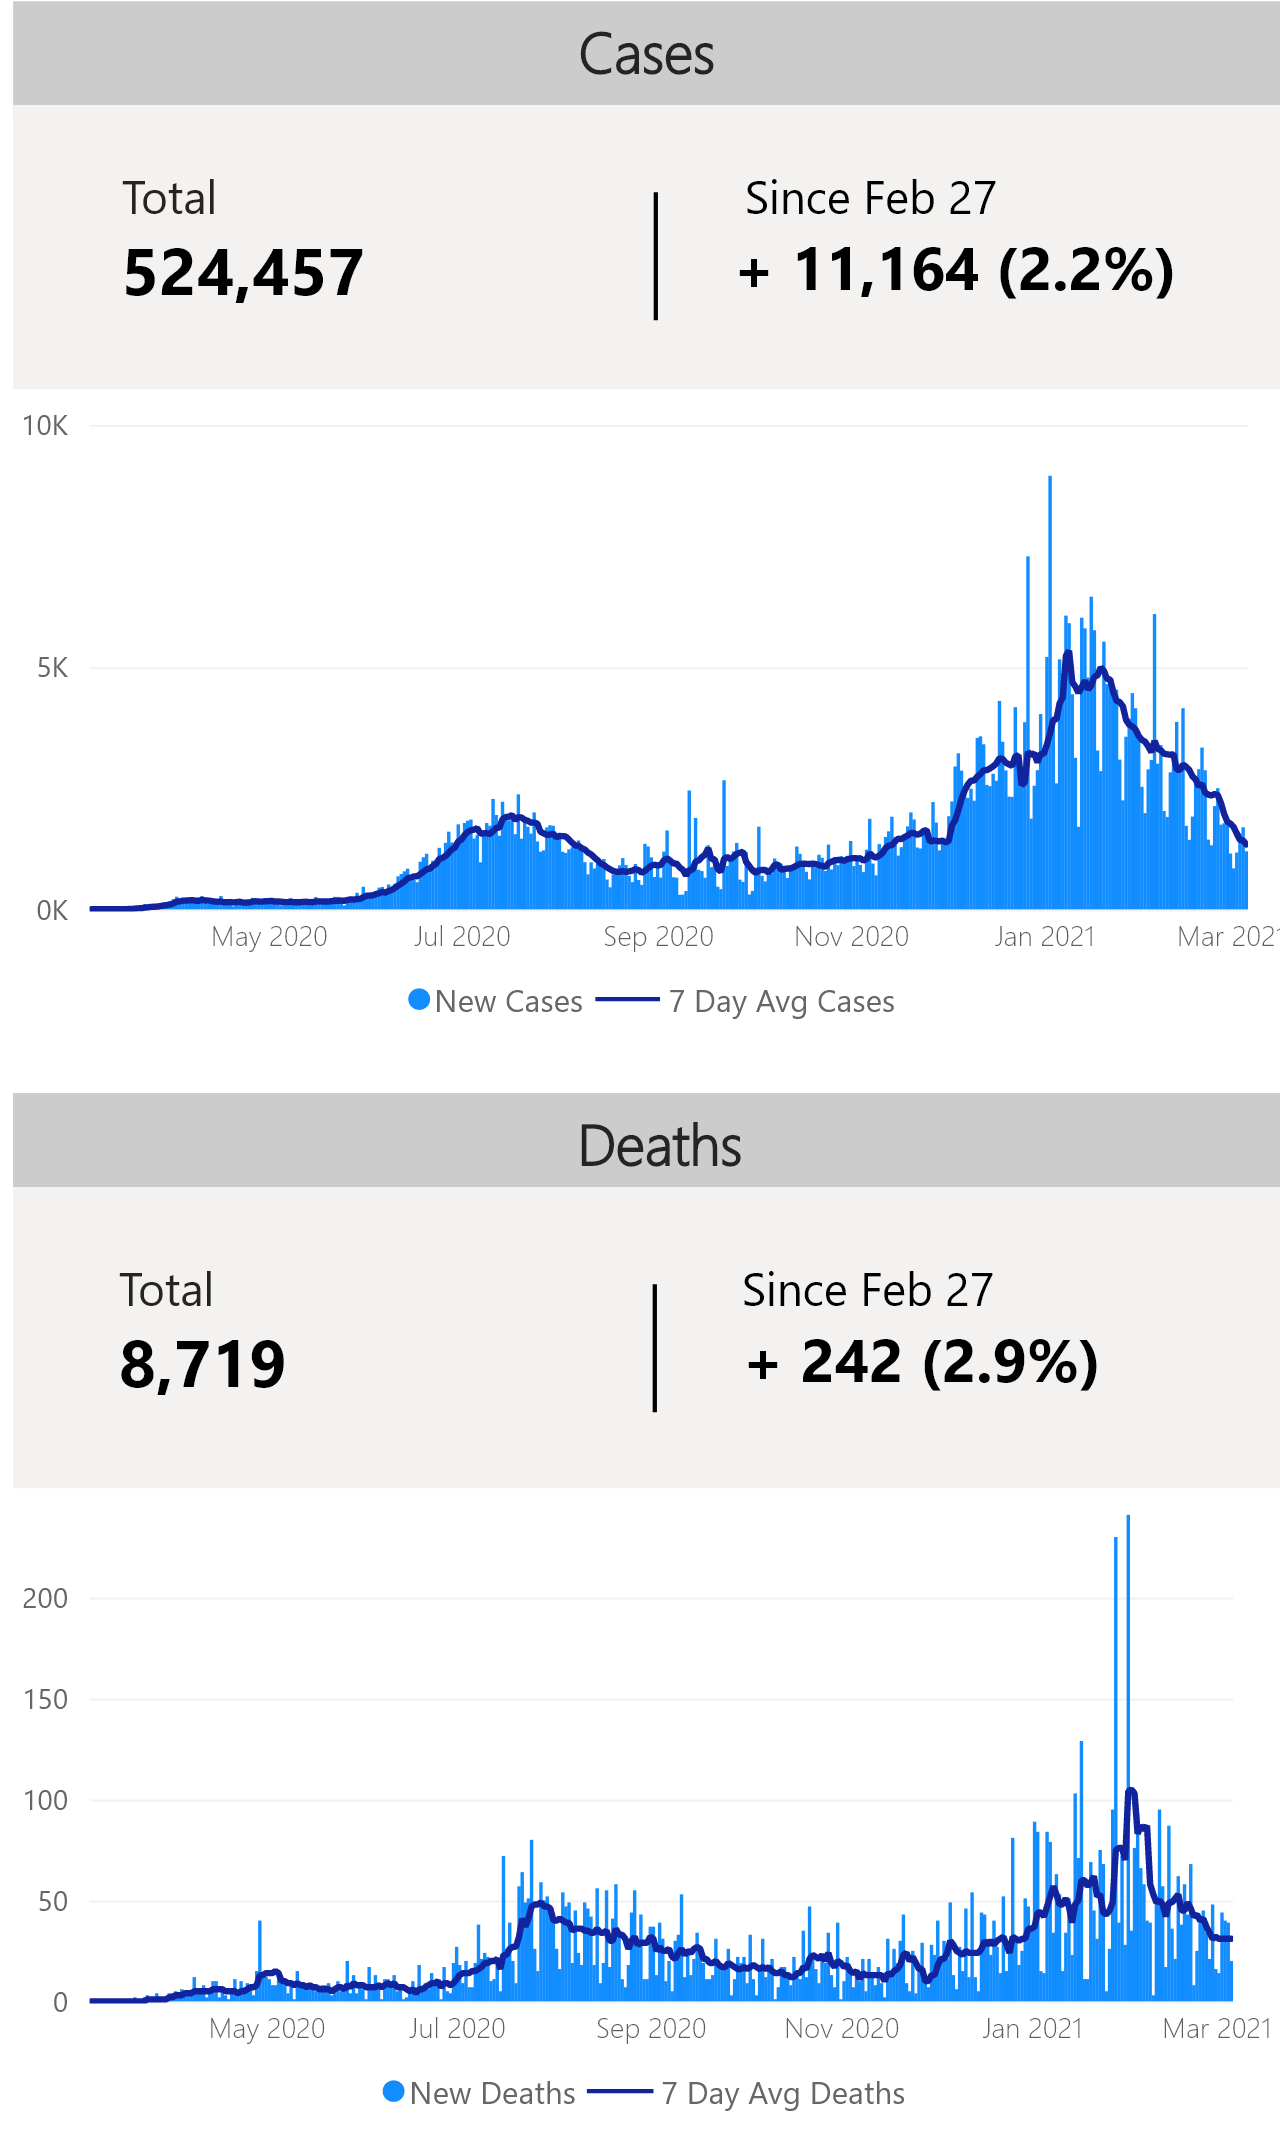 Cases
Total
Since Feb 27
524,457
+ 11,164 (2.2%)
10K
5K
0K
May 2020 Jul 2020 Sep 2020 Nov 2020 Jan 2021 Mar 2021
New Cases 7 Day Avg Cases
Deaths
Total
Since Feb 27
8,719
+ 242 (2.9%)
200
150
100
50
0
May 2020 Jul 2020 Sep 2020 Nov 2020 Jan 2021 Mar 2021
New Deaths 7 Day Avg Deaths